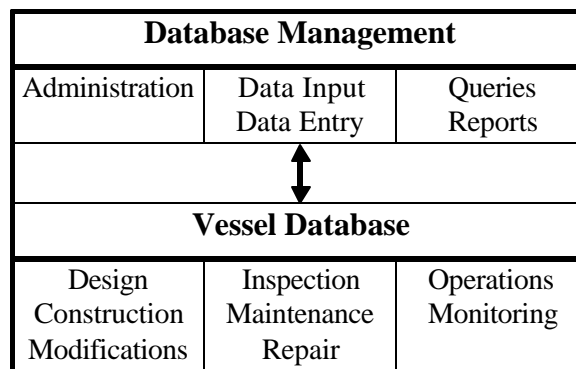 Database Management
Administration Data Input Queries
Data Entry Reports
Vessel Database
Design Inspection Operations
Construction Maintenance Monitoring
Modifications Repair